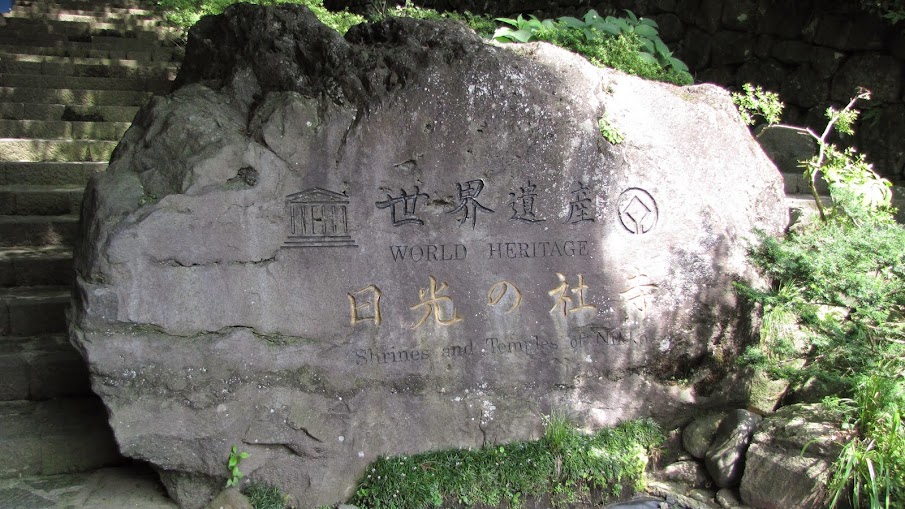 世界遺産
WORLD HERITAGE
日光の社寺
Shrines and Temples of Nikko